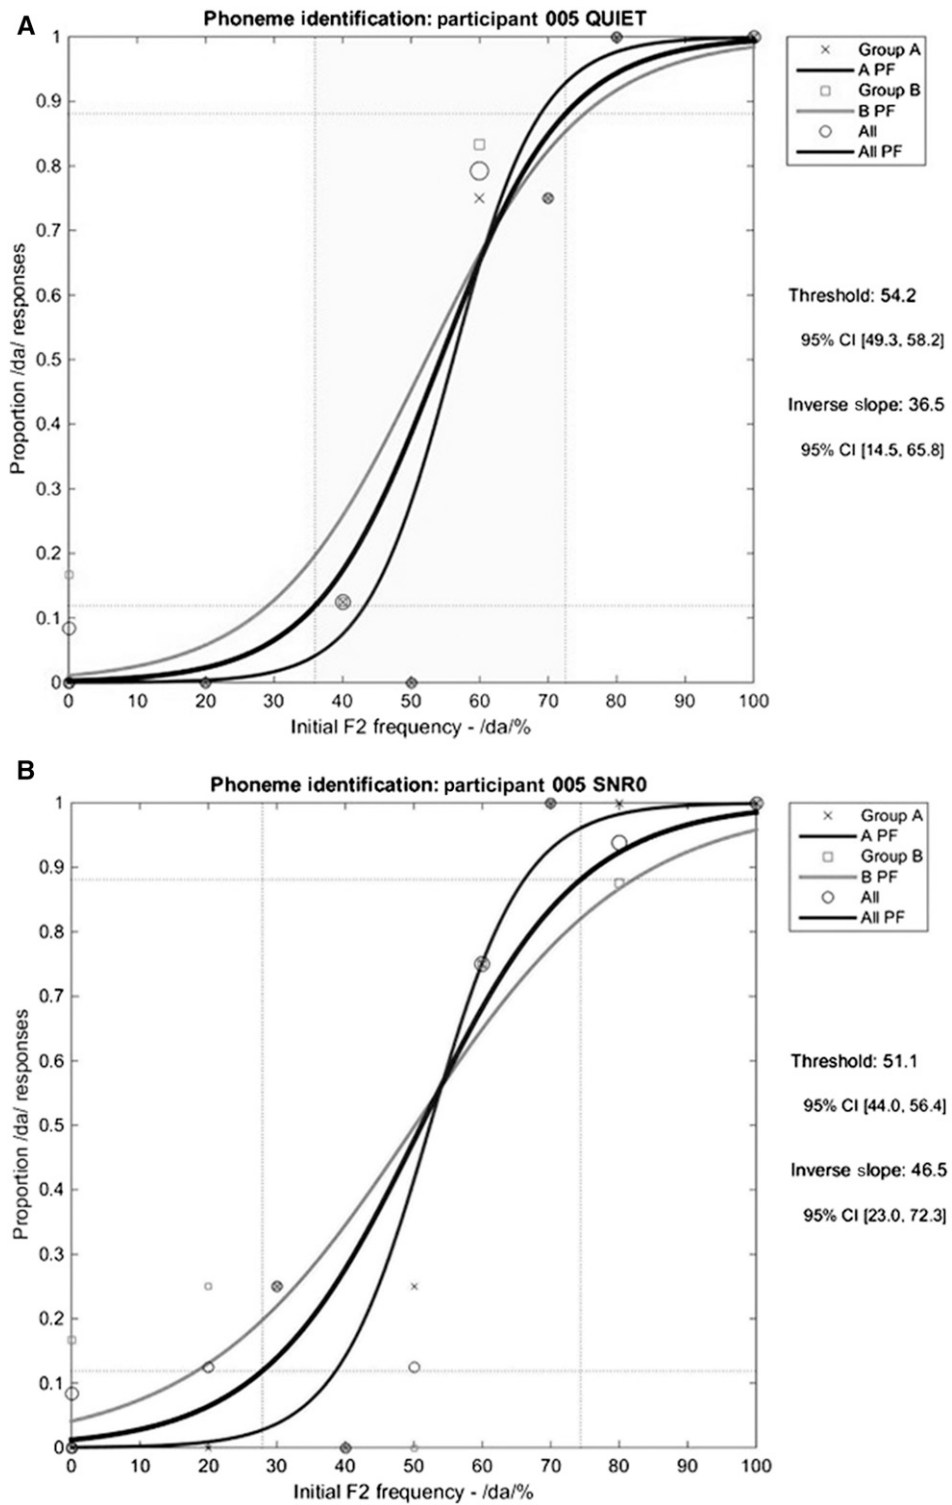 A
Phoneme identification: participant 005 QUIET
1
0.9
0.8
0.7
0.6
0.5
0.4
0.3
0.2
0.1
0
0 10 20 30 40 50 60 70 80 90 100
Proportion /da/ responses
Initial F2 frequency - /da/%
Group A
A PF
Group B
B PF
All
All PF
Threshold: 54.2
95% CI [49.3, 58.2]
Inverse slope: 36.5
95% CI [14.5, 65.8]
B
Phoneme identification: participant 005 SNR0
1
0.9
0.8
0.7
0.6
0.5
0.4
0.3
0.2
0.1
0
0 10 20 30 40 50 60 70 80 90 100
Proportion /da/ responses
Initial F2 frequency - /da/%
Group A
A PF
Group B
B PF
All
All PF
Threshold: 51.1
95% CI [44.0, 56.4]
Inverse slope: 46.5
95% CI [23.0, 72.3]